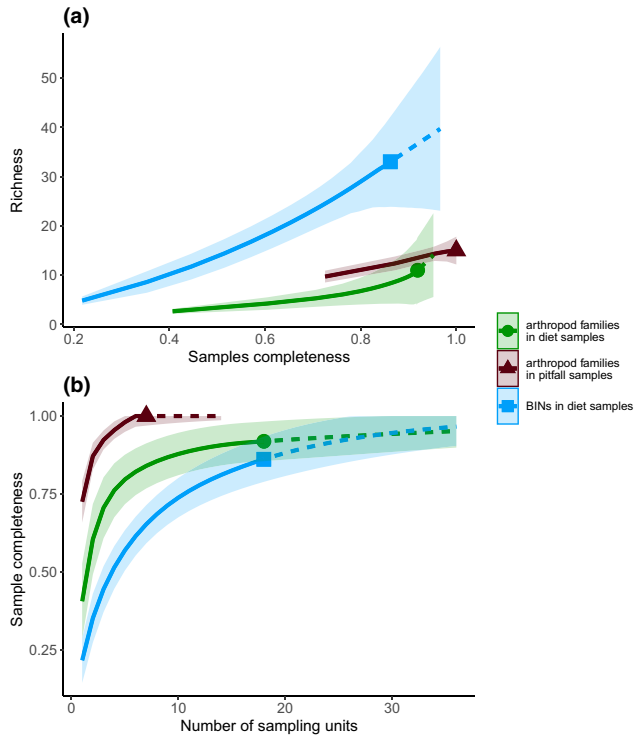 (a)
50
40
30
20
10
0
Richness
0.2 0.4 0.6 0.8 1.0
Samples completeness
arthropod families
in diet samples
arthropod families
in pitfall samples
BINs in diet samples
(b)
1.00
0.75
0.50
0.25
Sample completeness
0 10 20 30
Number of sampling units